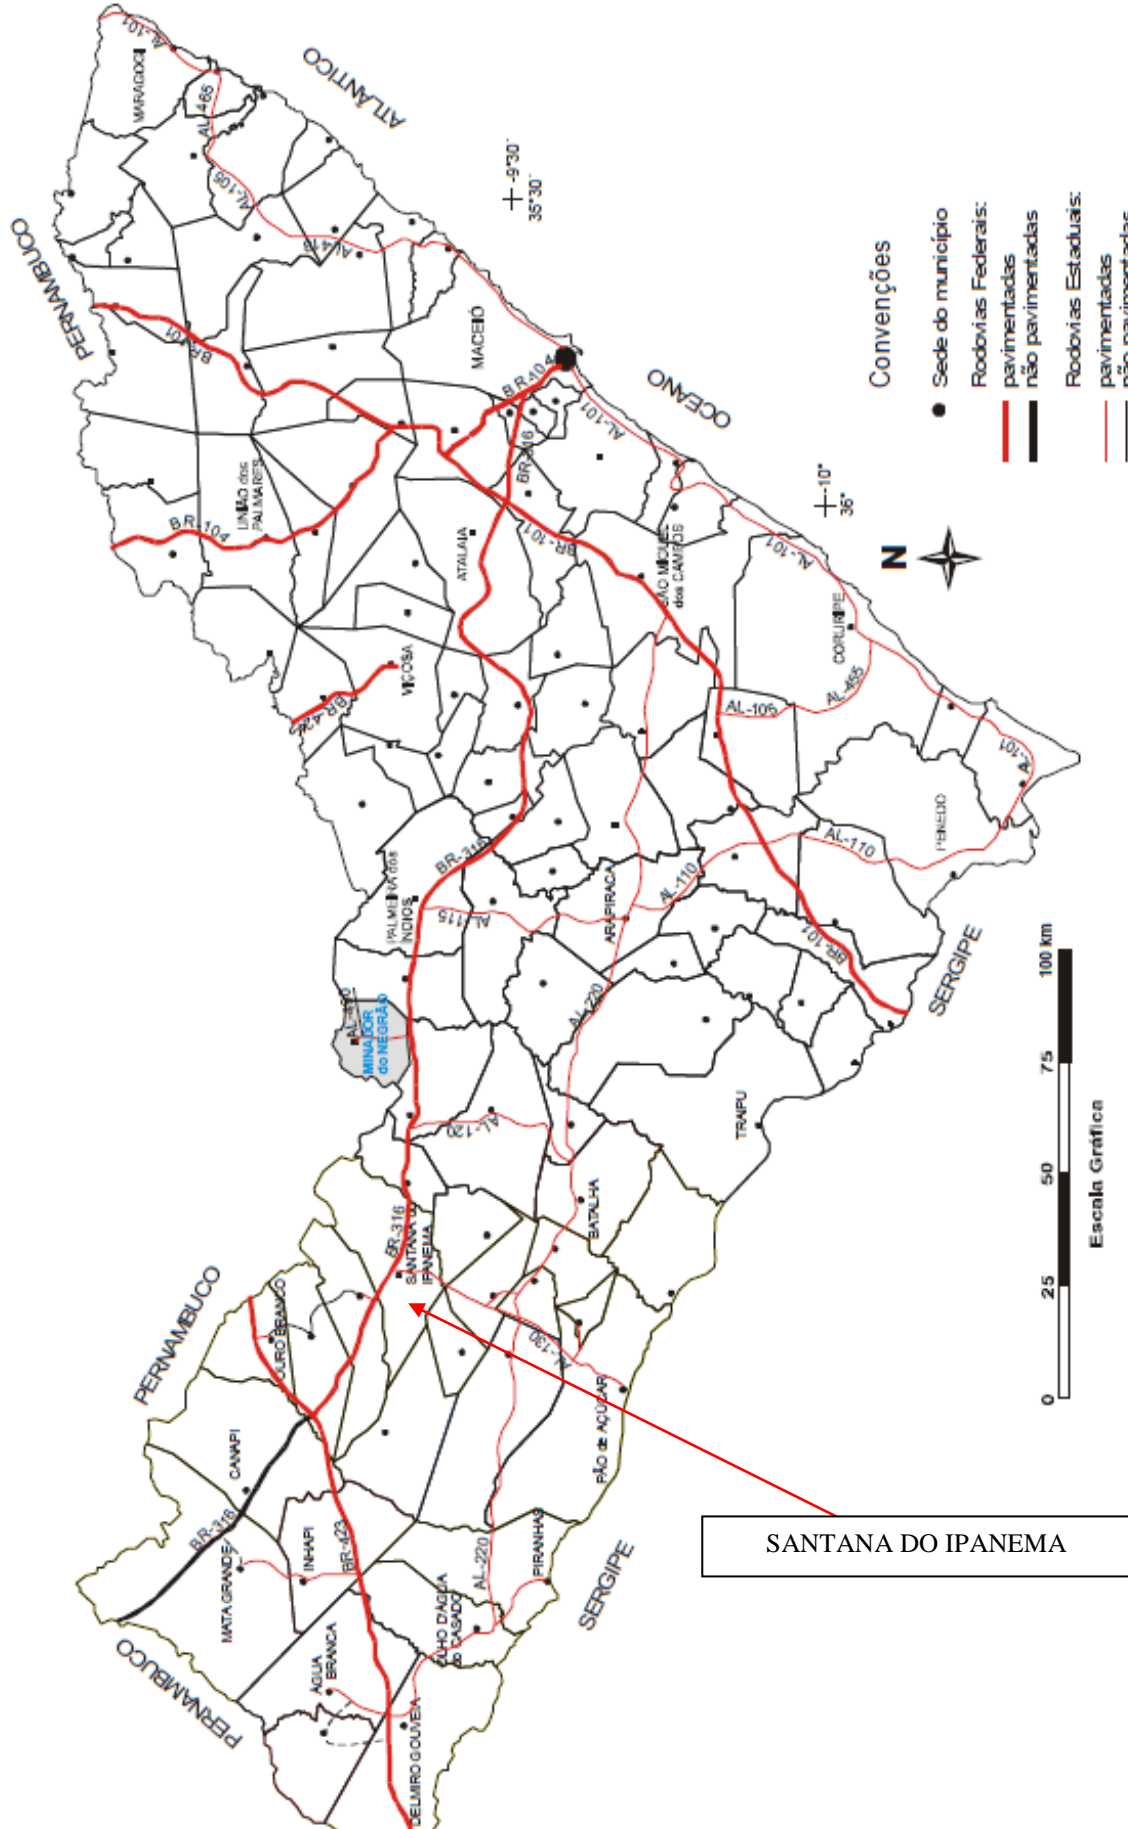 PERNAMBUCO
PERNAMBUCO
PERNAMBUCO
ATLÂNTICO
OCEANO
SERGIPE
SERGIPE
AL-101
MARAGOGI
AL-465
AL-105
AL-413
BR-101
MACEIÓ
BR-104
AL-101
BR-316
UNIÃO dos
PALMARES
BR-104
ATALAIA
BR-101
SÃO MIGUEL
dos CAMPOS
AL-101
CORURIPE
AL-455
AL-105
AL-101
VIÇOSA
PENEDO
AL-110
BR-316
PALMEIRA dos
ÍNDIOS
AL-115
ARAPIRACA
AL-110
BR-101
AL-220
MINADOR
do NEGRÃO
TRAIPU
AL-120
BATALHA
BR-316
SANTANA do
IPANEMA
OURO BRANCO
AL-130
PÃO de AÇÚCAR
CANAPI
BR-316
MATA GRANDE
INHAPI
BR-423
AL-220
PIRANHAS
OLHO D'ÁGUA
do CASADO
ÁGUA
BRANCA
DELMIRO GOUVEIA
-9°30'
35°30'
-10°
36°
N
Convenções
Sede do município
Rodovias Federais:
pavimentadas
não pavimentadas
Rodovias Estaduais:
pavimentadas
não pavimentadas
0 25 50 75 100 km
Escala Gráfica
SANTANA DO IPANEMA